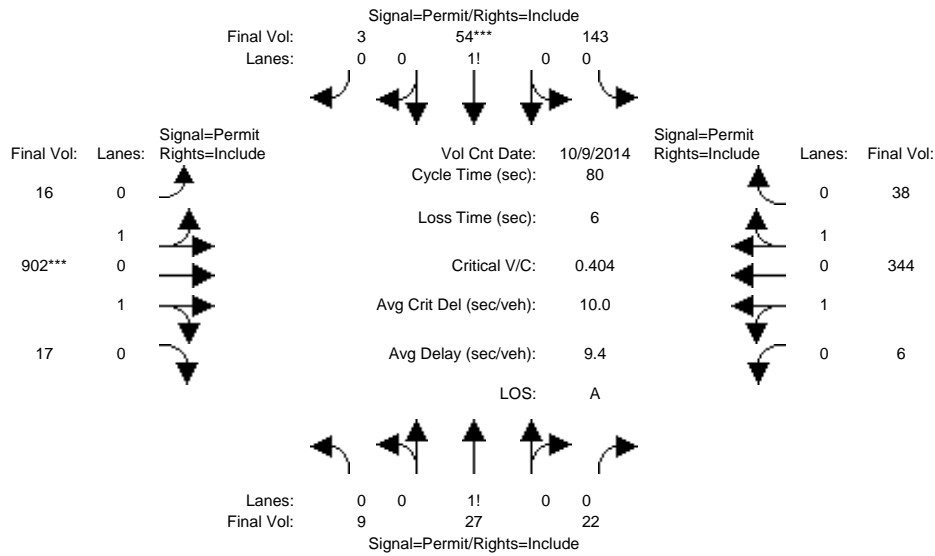 Signal=Permit/Rights=Include
Final Vol: 3 54*** 143
Lanes: 0 0 1! 0 0
Signal=Permit Signal=Permit
Final Vol: Lanes: Rights=Include Vol Cnt Date: 10/9/2014 Rights=Include Lanes: Final Vol:
Cycle Time (sec): 80
16 0 0 38
Loss Time (sec): 6
1 1
902*** 0 Critical V/C: 0.404 0 344
1 Avg Crit Del (sec/veh): 10.0 1
17 0 Avg Delay (sec/veh): 9.4 0 6
LOS: A
Lanes: 0 0 1! 0 0
Final Vol: 9 27 22
Signal=Permit/Rights=Include